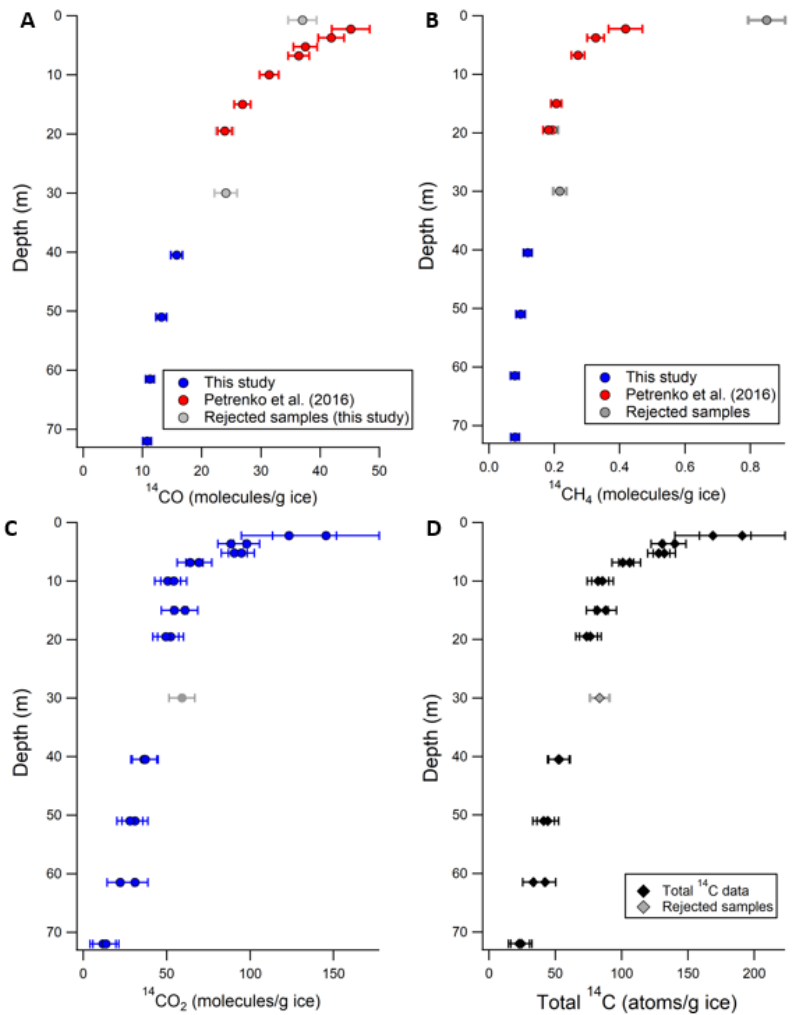 A
0
10
20
30
40
50
60
70
Depth (m)
This study
Petrenko et al. (2016)
Rejected samples (this study)
0 10 20 30 40 50
¹⁴CO (molecules/g ice)
B
0
10
20
30
40
50
60
70
Depth (m)
This study
Petrenko et al. (2016)
Rejected samples
0.0 0.2 0.4 0.6 0.8
¹⁴CH₄ (molecules/g ice)
C
0
10
20
30
40
50
60
70
Depth (m)
0 50 100 150
¹⁴CO₂ (molecules/g ice)
D
0
10
20
30
40
50
60
70
Depth (m)
Total ¹⁴C data
Rejected samples
0 50 100 150 200
Total ¹⁴C (atoms/g ice)